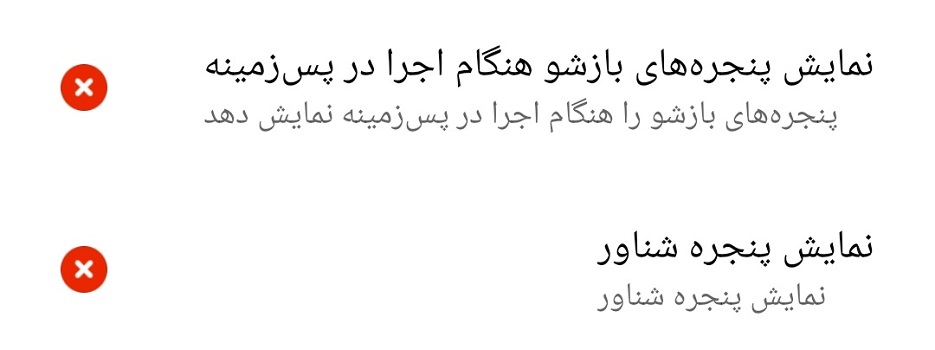 نمایش پنجره‌های بازشو هنگام اجرا در پس‌زمینه
پنجره‌های بازشو را هنگام اجرا در پس‌زمینه نمایش دهد
نمایش پنجره شناور
نمایش پنجره شناور